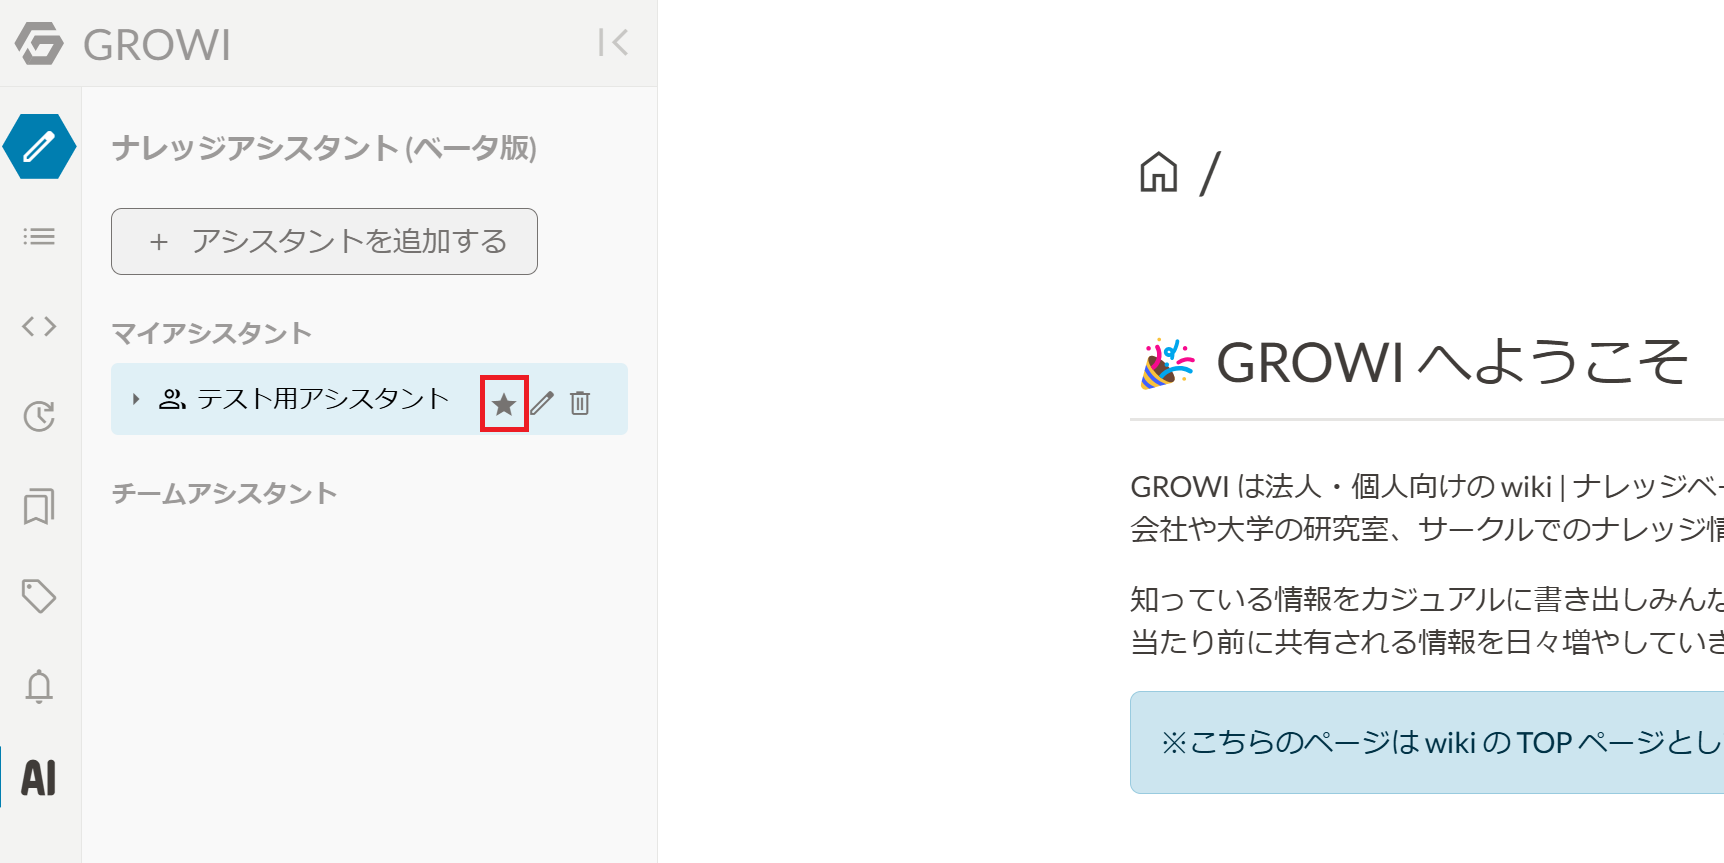 GROWI
ナレッジアシスタント (ベータ版)
+ アシスタントを追加する
マイアシスタント
テスト用アシスタント
チームアシスタント
AI
/
GROWI へようこそ
GROWI は法人・個人向けの wiki | ナレッジベー
会社や大学の研究室、サークルでのナレッジ情
知っている情報をカジュアルに書き出しみんな
当たり前に共有される情報を日々増やしていき
※こちらのページは wiki の TOP ページとし